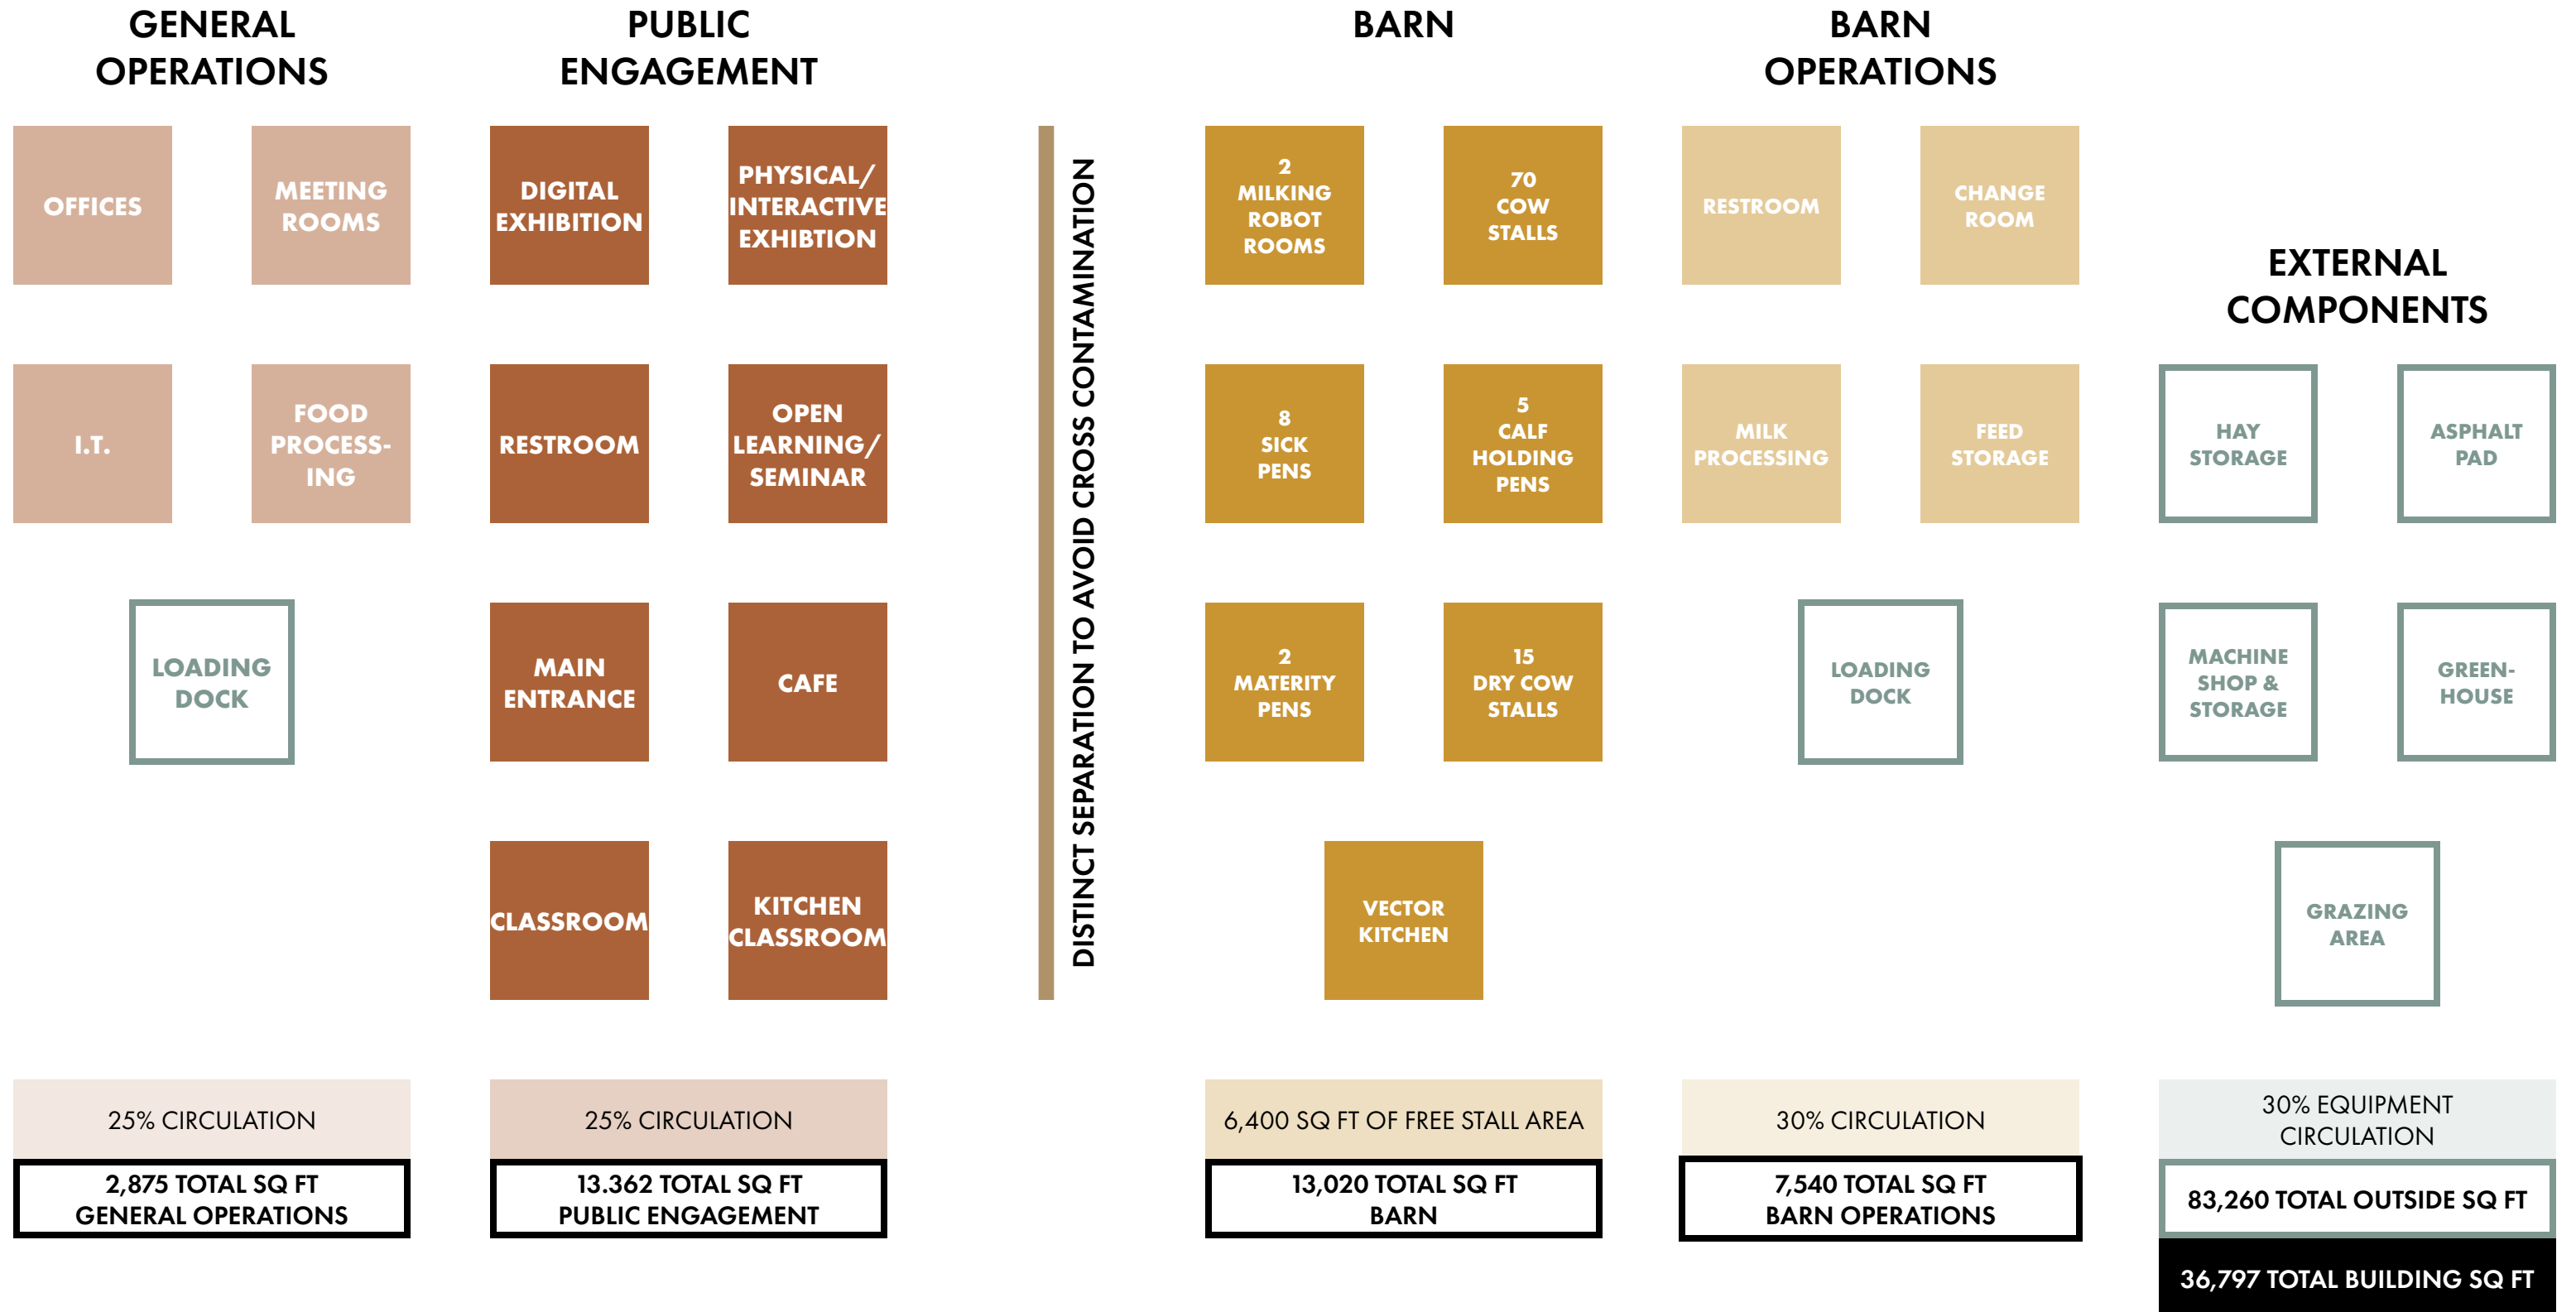 GENERAL
OPERATIONS
OFFICES
MEETING
ROOMS
I.T.
FOOD
PROCESS-
ING
LOADING
DOCK
25% CIRCULATION
2,875 TOTAL SQ FT
GENERAL OPERATIONS
PUBLIC
ENGAGEMENT
DIGITAL
EXHIBITION
PHYSICAL/
INTERACTIVE
EXHIBTION
RESTROOM
OPEN
LEARNING/
SEMINAR
MAIN
ENTRANCE
CAFE
CLASSROOM
KITCHEN
CLASSROOM
25% CIRCULATION
13.362 TOTAL SQ FT
PUBLIC ENGAGEMENT
DISTINCT SEPARATION TO AVOID CROSS CONTAMINATION
BARN
2
MILKING
ROBOT
ROOMS
70
COW
STALLS
8
SICK
PENS
5
CALF
HOLDING
PENS
2
MATERITY
PENS
15
DRY COW
STALLS
VECTOR
KITCHEN
6,400 SQ FT OF FREE STALL AREA
13,020 TOTAL SQ FT
BARN
BARN
OPERATIONS
RESTROOM
CHANGE
ROOM
MILK
PROCESSING
FEED
STORAGE
LOADING
DOCK
30% CIRCULATION
7,540 TOTAL SQ FT
BARN OPERATIONS
EXTERNAL
COMPONENTS
HAY
STORAGE
ASPHALT
PAD
MACHINE
SHOP &
STORAGE
GREEN-
HOUSE
GRAZING
AREA
30% EQUIPMENT
CIRCULATION
83,260 TOTAL OUTSIDE SQ FT
36,797 TOTAL BUILDING SQ FT